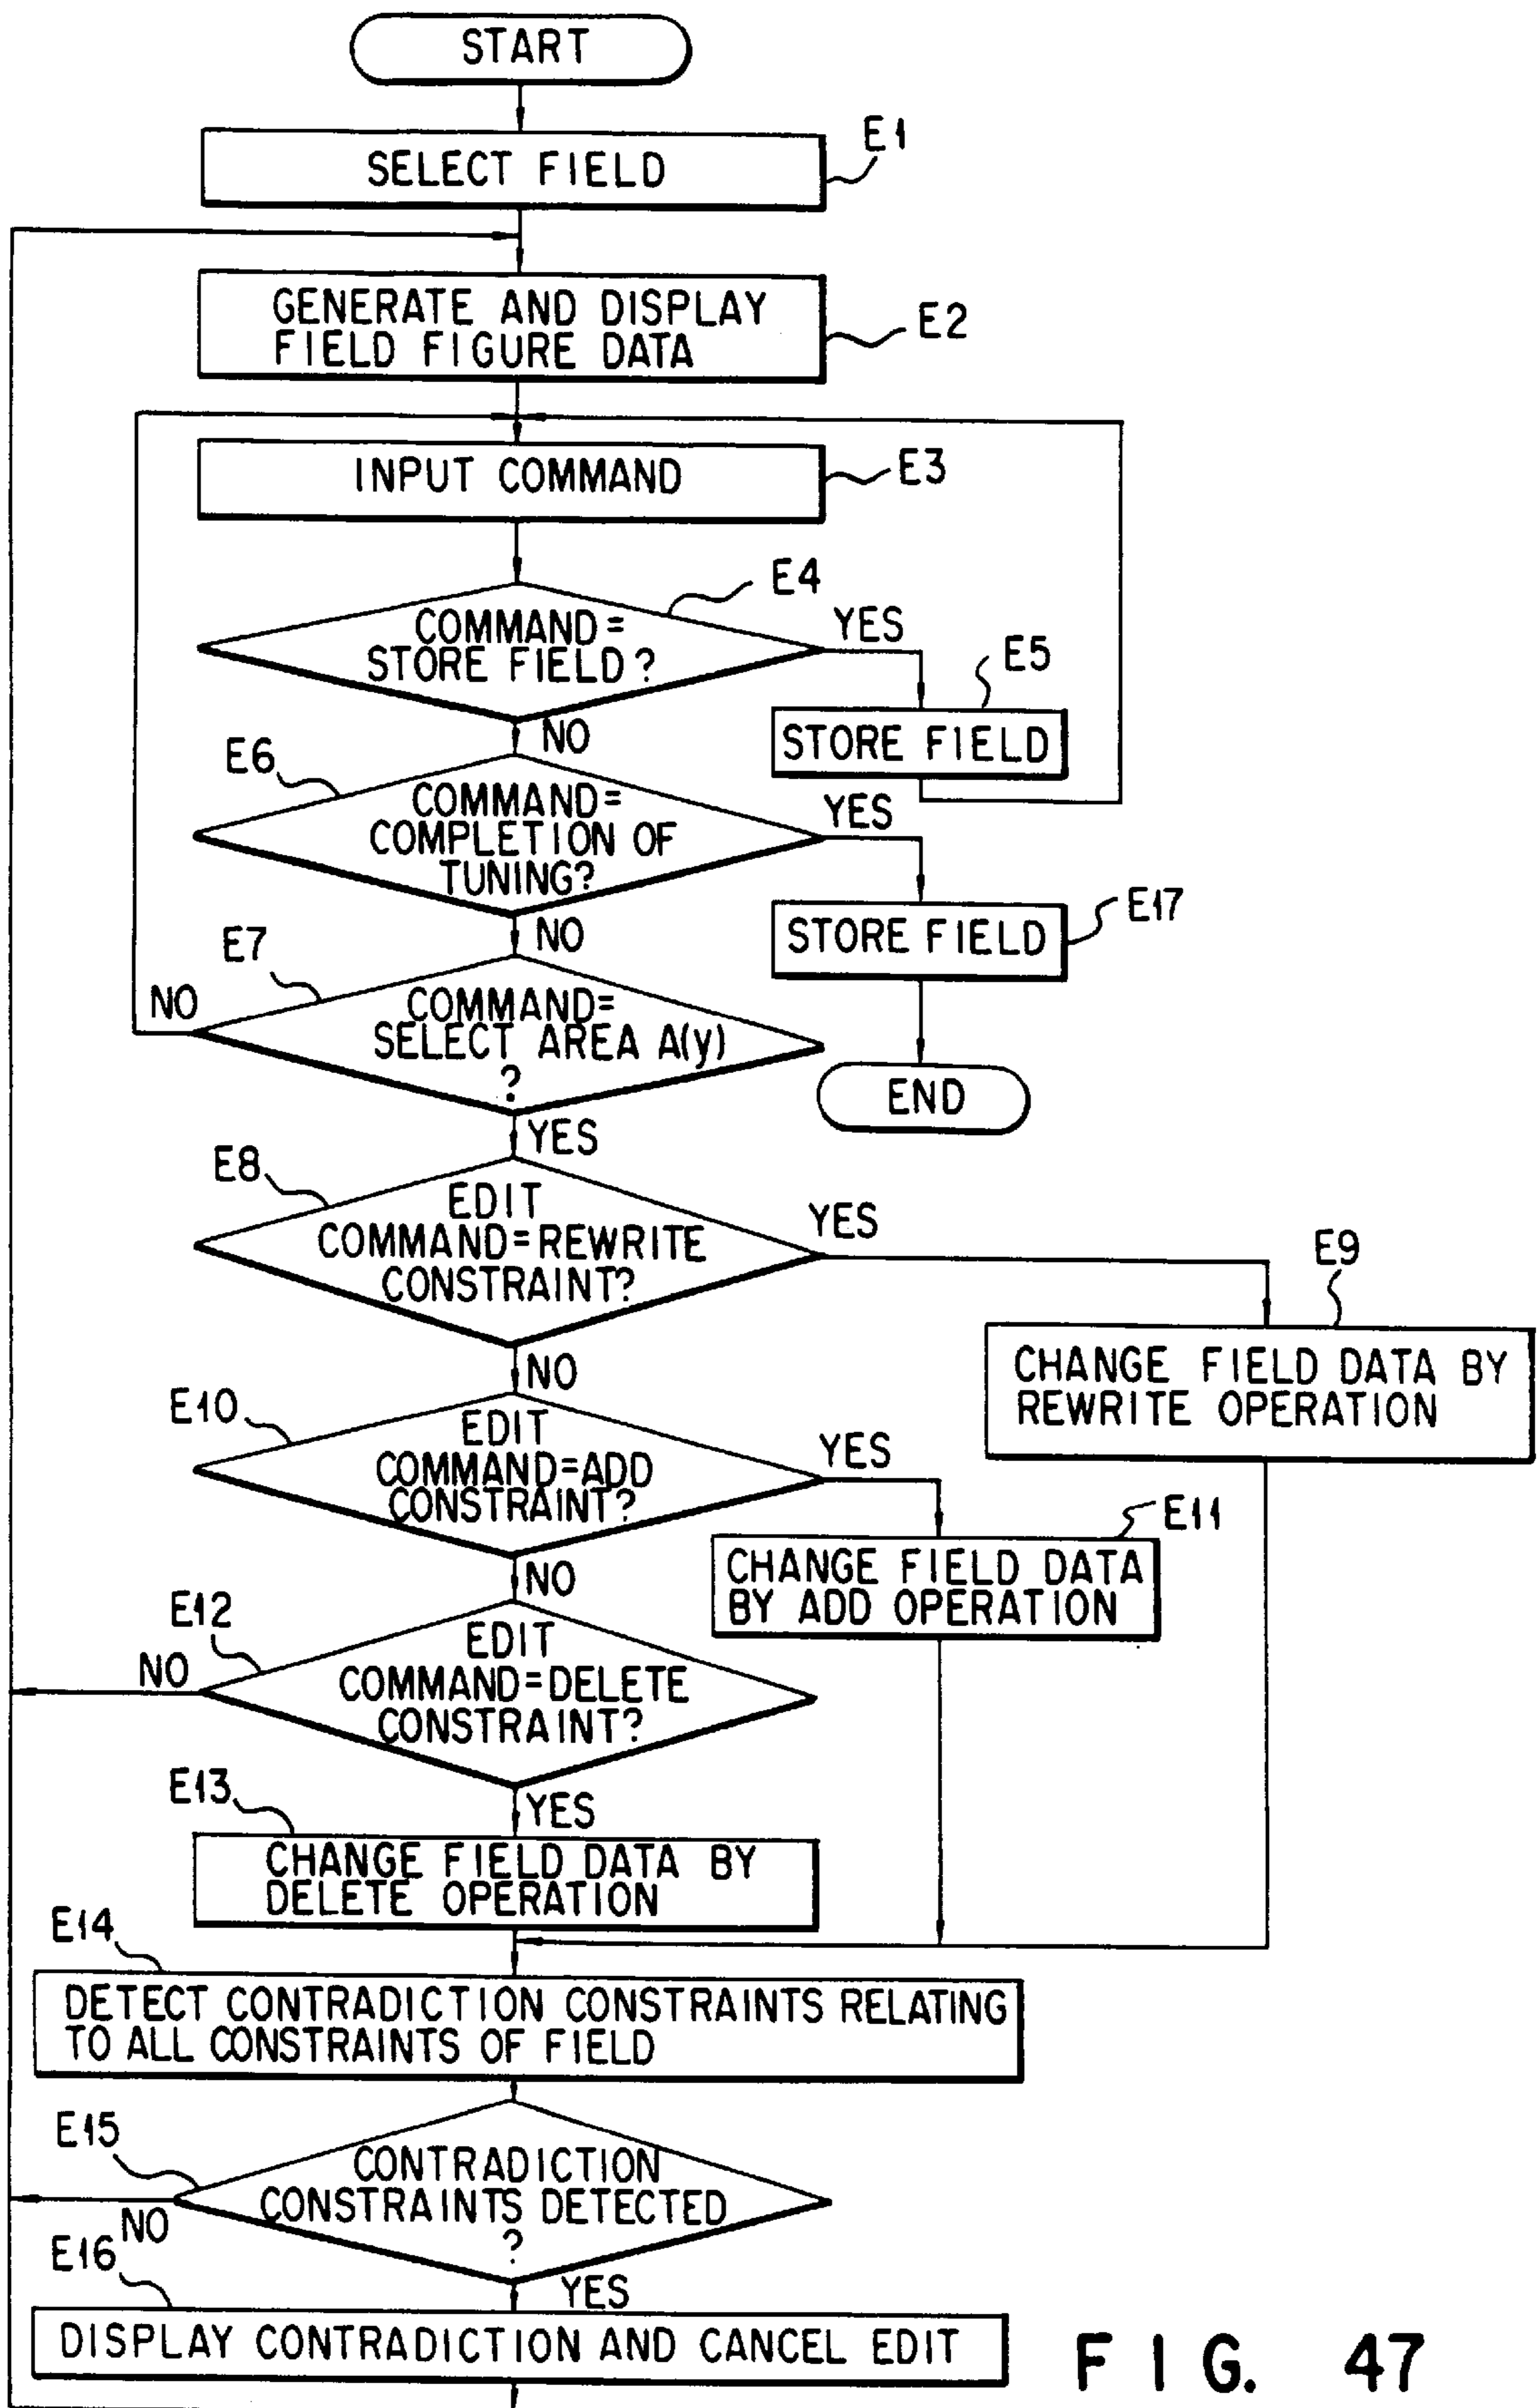 START
E1
SELECT FIELD
GENERATE AND DISPLAY
FIELD FIGURE DATA
E2
INPUT COMMAND
E3
E4
COMMAND=
STORE FIELD?
YES
E5
STORE FIELD
NO
E6
COMMAND=
COMPLETION OF
TUNING?
YES
E17
STORE FIELD
NO
E7
NO
COMMAND=
SELECT AREA A(y)
?
END
YES
E8
EDIT
COMMAND=REWRITE
CONSTRAINT?
YES
E9
CHANGE FIELD DATA BY
REWRITE OPERATION
NO
E10
EDIT
COMMAND=ADD
CONSTRAINT?
YES
E11
CHANGE FIELD DATA
BY ADD OPERATION
NO
E12
NO
EDIT
COMMAND=DELETE
CONSTRAINT?
E13
YES
CHANGE FIELD DATA BY
DELETE OPERATION
E14
DETECT CONTRADICTION CONSTRAINTS RELATING
TO ALL CONSTRAINTS OF FIELD
E15
CONTRADICTION
CONSTRAINTS DETECTED
?
NO
E16
YES
DISPLAY CONTRADICTION AND CANCEL EDIT
FIG. 47